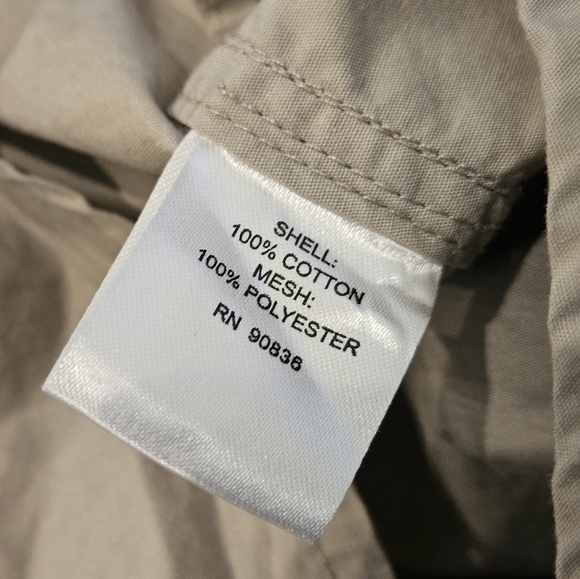 SHELL:
100% COTTON
MESH:
100% POLYESTER
RN 90836